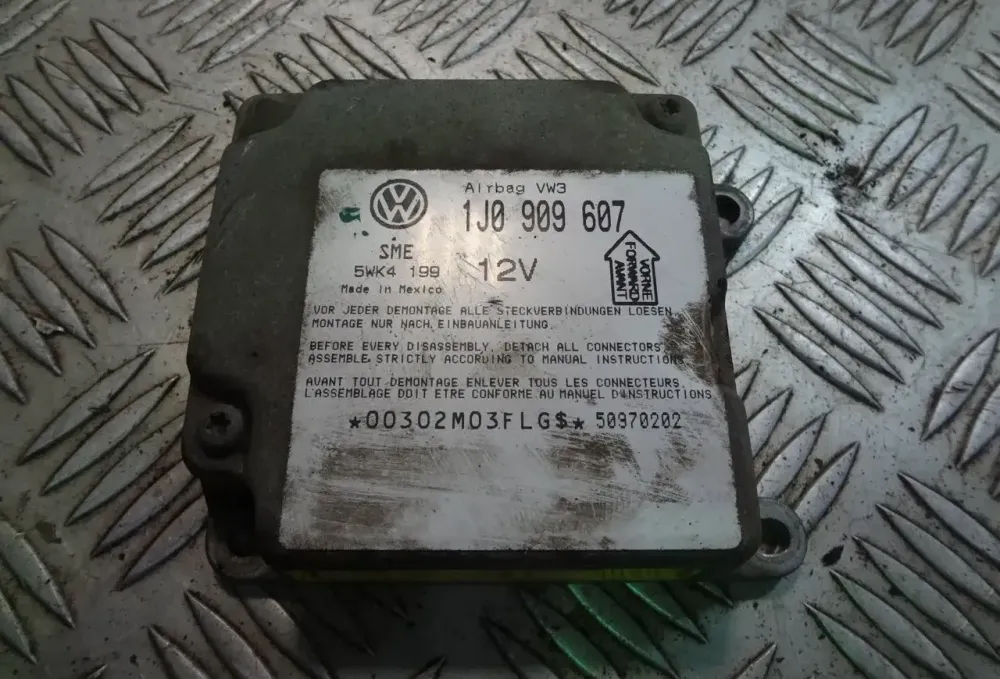 Airbag VW3
1J0 909 607
SME
5WK4 199
12V
Made in Mexico
VORNE
FORWARD
AVANT
VOR JEDER DEMONTAGE ALLE STECKVERBINDUNGEN LOESEN
MONTAGE NUR NACH EINBAUANLEITUNG.
BEFORE EVERY DISASSEMBLY, DETACH ALL CONNECTORS
ASSEMBLE STRICTLY ACCORDING TO MANUAL INSTRUCTIONS
AVANT TOUT DEMONTAGE ENLEVER TOUS LES CONNECTEURS.
L'ASSEMBLAGE DOIT ETRE CONFORME AU MANUEL D'INSTRUCTIONS
*00302M03FLG$* 50970202